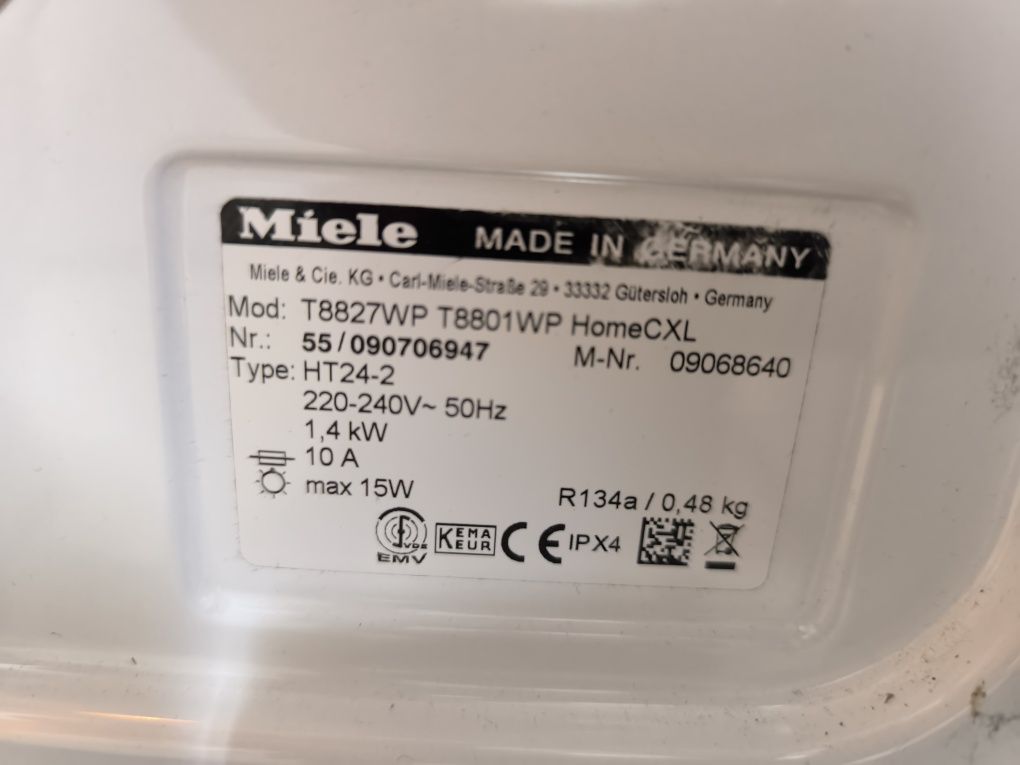 Miele MADE IN GERMANY
Miele & Cie. KG • Carl-Miele-Straße 29 • 33332 Gütersloh • Germany
Mod: T8827WP T8801WP HomeCXL
Nr.: 55/090706947 M-Nr. 09068640
Type: HT24-2
220-240V~ 50Hz
1,4 kW
10 A
max 15W R134a / 0,48 kg
VDE EMV KEMA KEUR CE IPX4